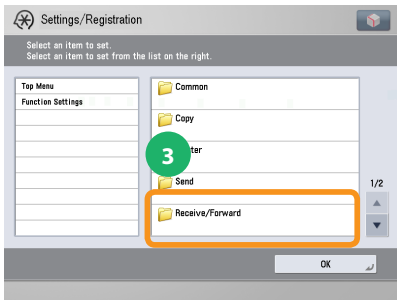 Settings/Registration
Select an item to set.
Select an item to set from the list on the right.
Top Menu
Function Settings
Common
Copy
3
Send
Receive/Forward
1/2
OK